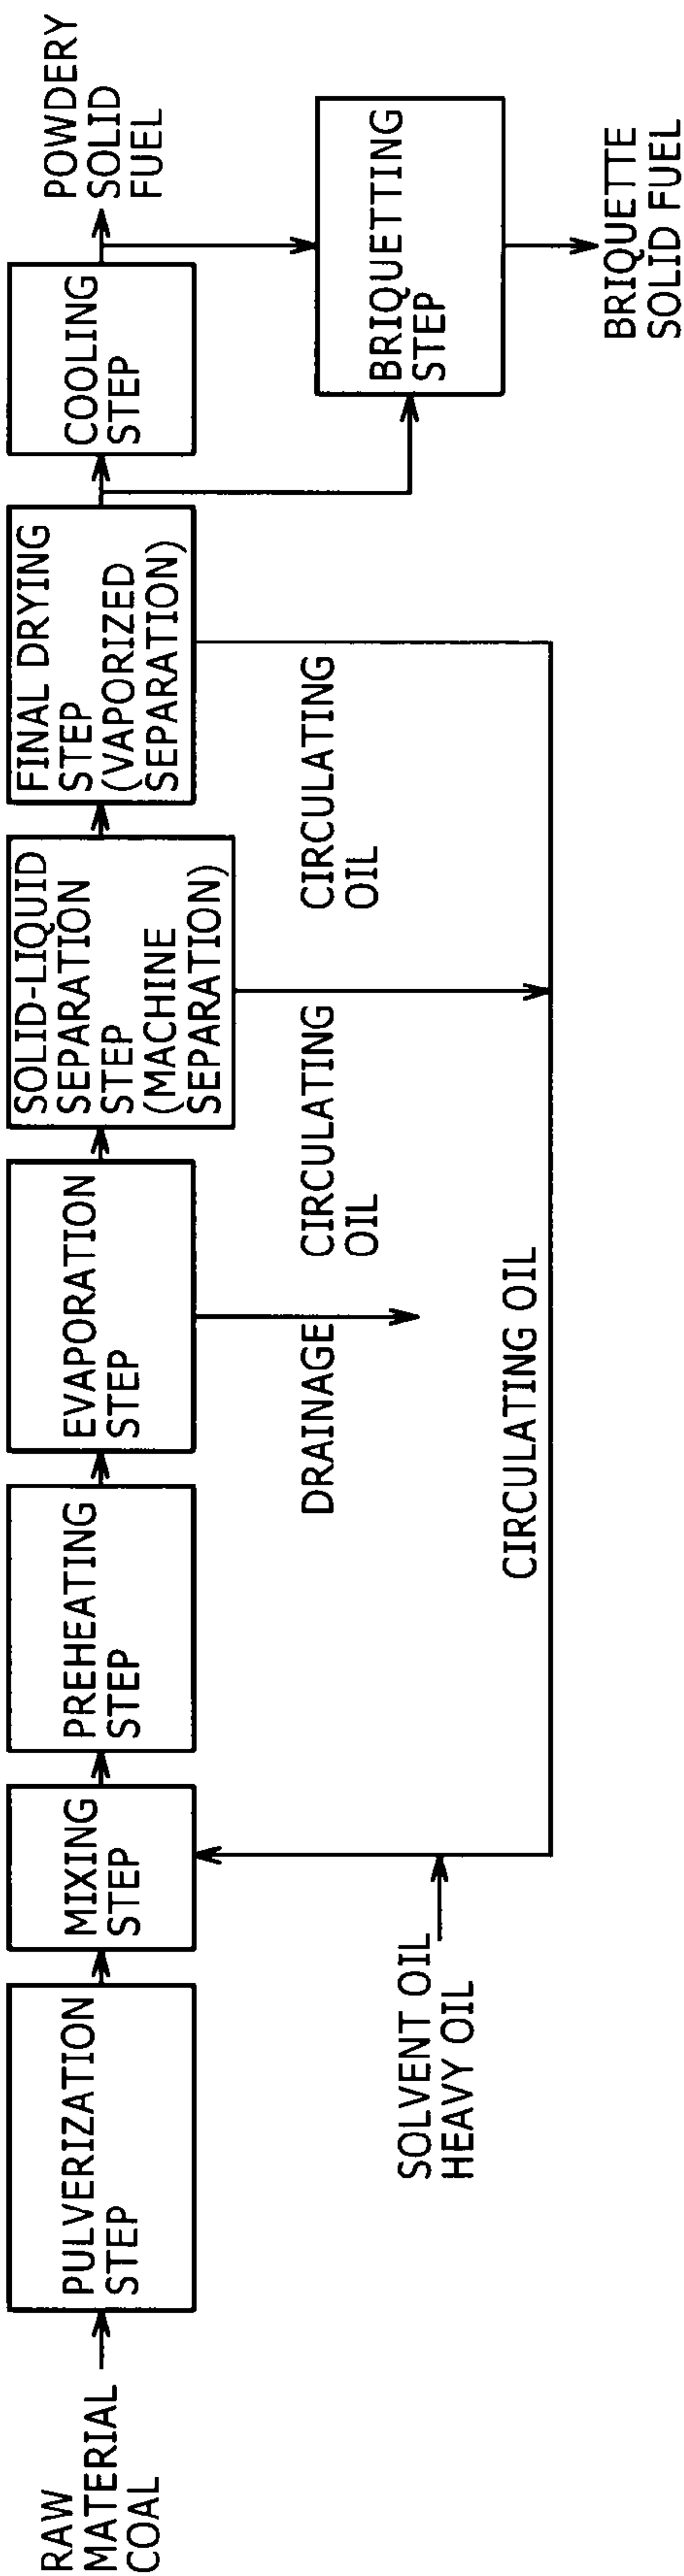 RAW
MATERIAL
COAL
PULVERIZATION
STEP
MIXING
STEP
PREHEATING
STEP
EVAPORATION
STEP
SOLID-LIQUID
SEPARATION
STEP
(MACHINE
SEPARATION)
FINAL DRYING
STEP
(VAPORIZED
SEPARATION)
COOLING
STEP
POWDERY
SOLID
FUEL
SOLVENT OIL
HEAVY OIL
DRAINAGE
CIRCULATING
OIL
CIRCULATING
OIL
CIRCULATING OIL
BRIQUETTING
STEP
BRIQUETTE
SOLID FUEL